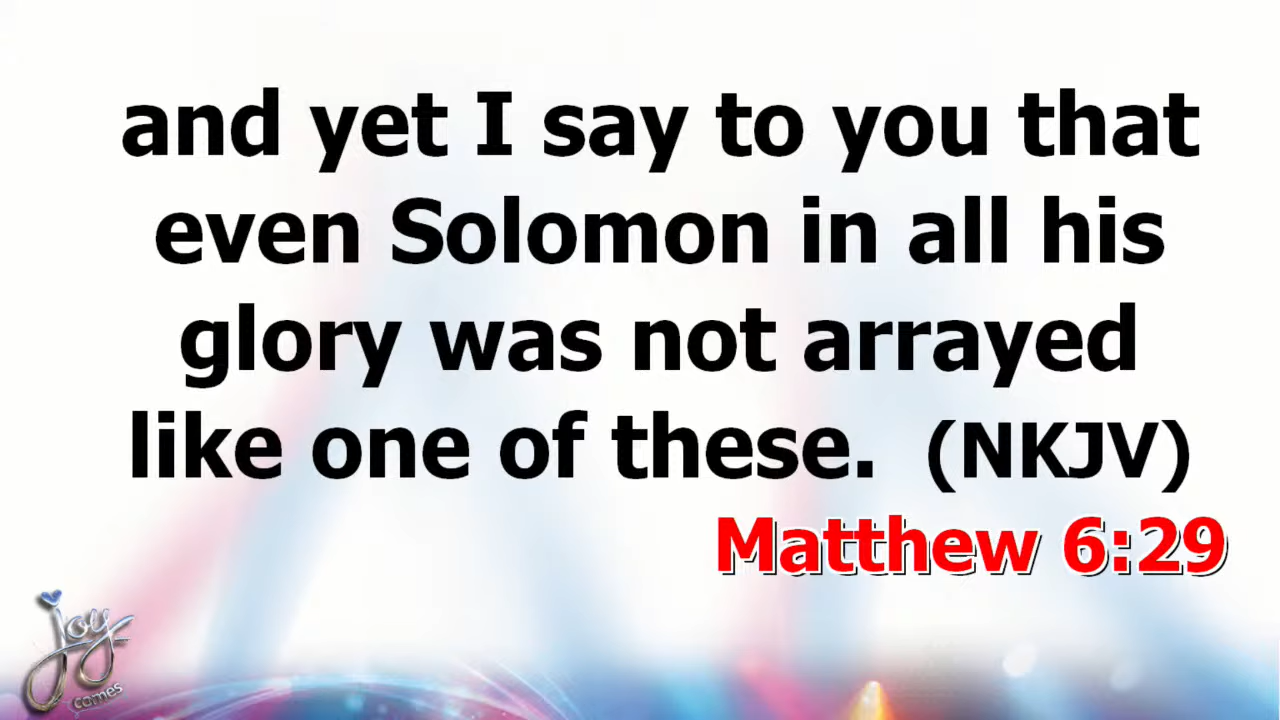 and yet I say to you that
even Solomon in all his
glory was not arrayed
like one of these. (NKJV)
Matthew 6:29
joy
comes